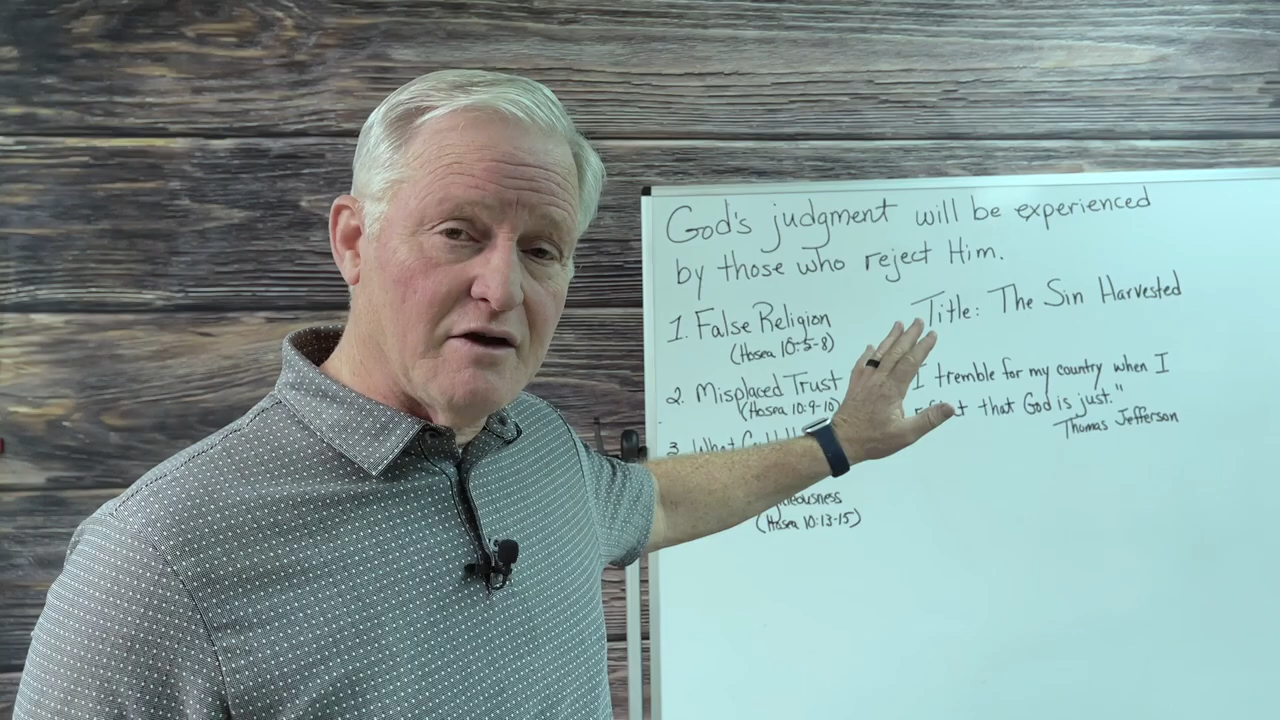 God's judgment will be experienced
by those who reject Him.
1. False Religion
(Hosea 10:5-8)
2. Misplaced Trust
(Hosea 10:9-10)
3. What
(Hosea 10:13-15)
Title: The Sin Harvested
I tremble for my country when I
that God is just."
Thomas Jefferson